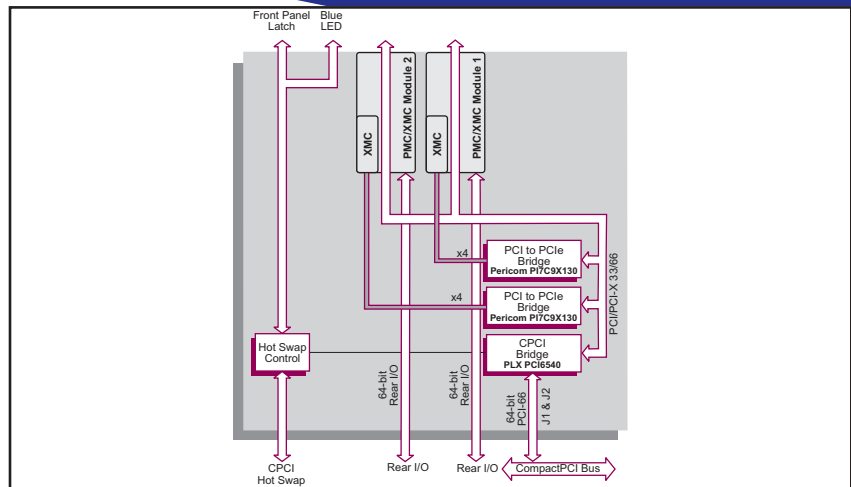 Front Panel
Latch
Blue
LED
PMC/XMC Module 2
PMC/XMC Module 1
XMC
XMC
x4
PCI to PCIe
Bridge
Pericom PI7C9X130
x4
PCI to PCIe
Bridge
Pericom PI7C9X130
PCI/PCI-X 33/66
Hot Swap
Control
CPCI
Bridge
PLX PCI6540
64-bit
Rear I/O
64-bit
Rear I/O
64-bit
PCI-66
J1 & J2
CPCI
Hot Swap
Rear I/O
Rear I/O
CompactPCI Bus